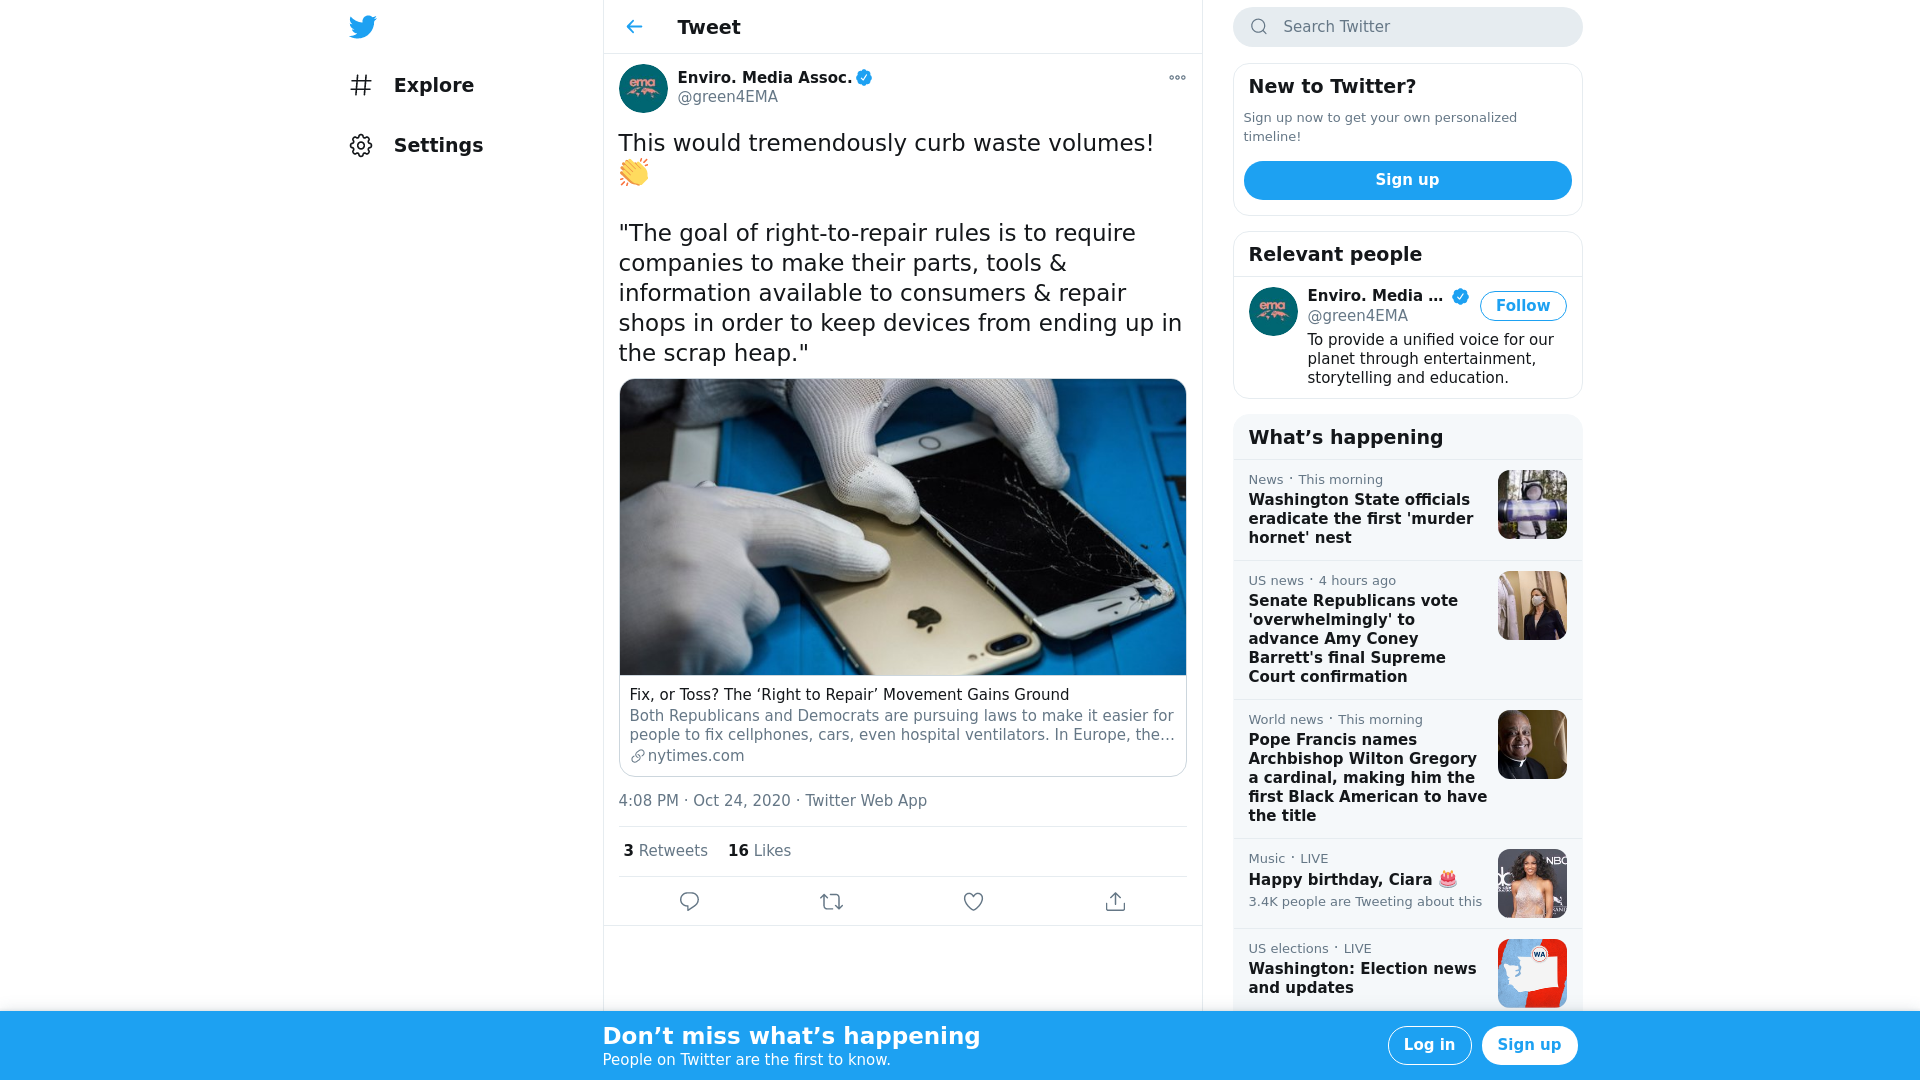 Explore
Settings
Tweet
Enviro. Media Assoc.
@green4EMA
This would tremendously curb waste volumes!
👏
"The goal of right-to-repair rules is to require
companies to make their parts, tools &
information available to consumers & repair
shops in order to keep devices from ending up in
the scrap heap."
Fix, or Toss? The ‘Right to Repair’ Movement Gains Ground
Both Republicans and Democrats are pursuing laws to make it easier for
people to fix cellphones, cars, even hospital ventilators. In Europe, the...
nytimes.com
4:08 PM · Oct 24, 2020 · Twitter Web App
3 Retweets 16 Likes
Search Twitter
New to Twitter?
Sign up now to get your own personalized
timeline!
Sign up
Relevant people
ema
Enviro. Media ...
@green4EMA
Follow
To provide a unified voice for our
planet through entertainment,
storytelling and education.
What’s happening
News · This morning
Washington State officials
eradicate the first 'murder
hornet' nest
US news · 4 hours ago
Senate Republicans vote
'overwhelmingly' to
advance Amy Coney
Barrett's final Supreme
Court confirmation
World news · This morning
Pope Francis names
Archbishop Wilton Gregory
a cardinal, making him the
first Black American to have
the title
Music · LIVE
Happy birthday, Ciara 🎂
3.4K people are Tweeting about this
NBC
US elections · LIVE
Washington: Election news
and updates
WA
Don’t miss what’s happening
People on Twitter are the first to know.
Log in
Sign up